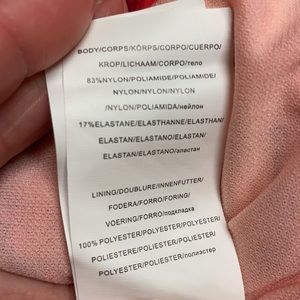 BODY/CORPS/KÖRPS/CORPO/CUERPO/
KROP/LICHAAM/CORPO/тело
83%NYLON/POLIAMIDE/POLIAMIDE/
NYLON/NYLON/NYLON
/NYLON/POLIAMIDA/нейлон
17%ELASTANE/ELASTHANNE/ELASTHAN/
ELASTAN/ELASTANO/ELASTAN/
ELASTAN/ELASTANO/эластан
LINING/DOUBLURE/INNENFUTTER/
FODERA/FORRO/FORING/
VOERING/FORRO/подкладка
100%POLYESTER/POLYESTER/POLYESTER/
POLIESTERE/POLIESTER/POLYESTER/
POLYESTER/POLYESTER/полиэстер